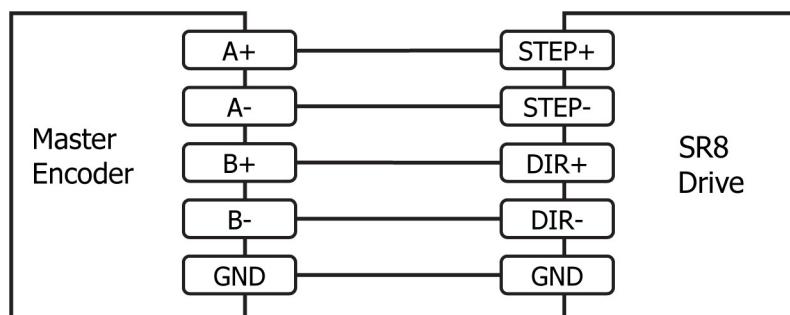 Master
Encoder
A+
A-
B+
B-
GND
STEP+
STEP-
DIR+
DIR-
GND
SR8
Drive